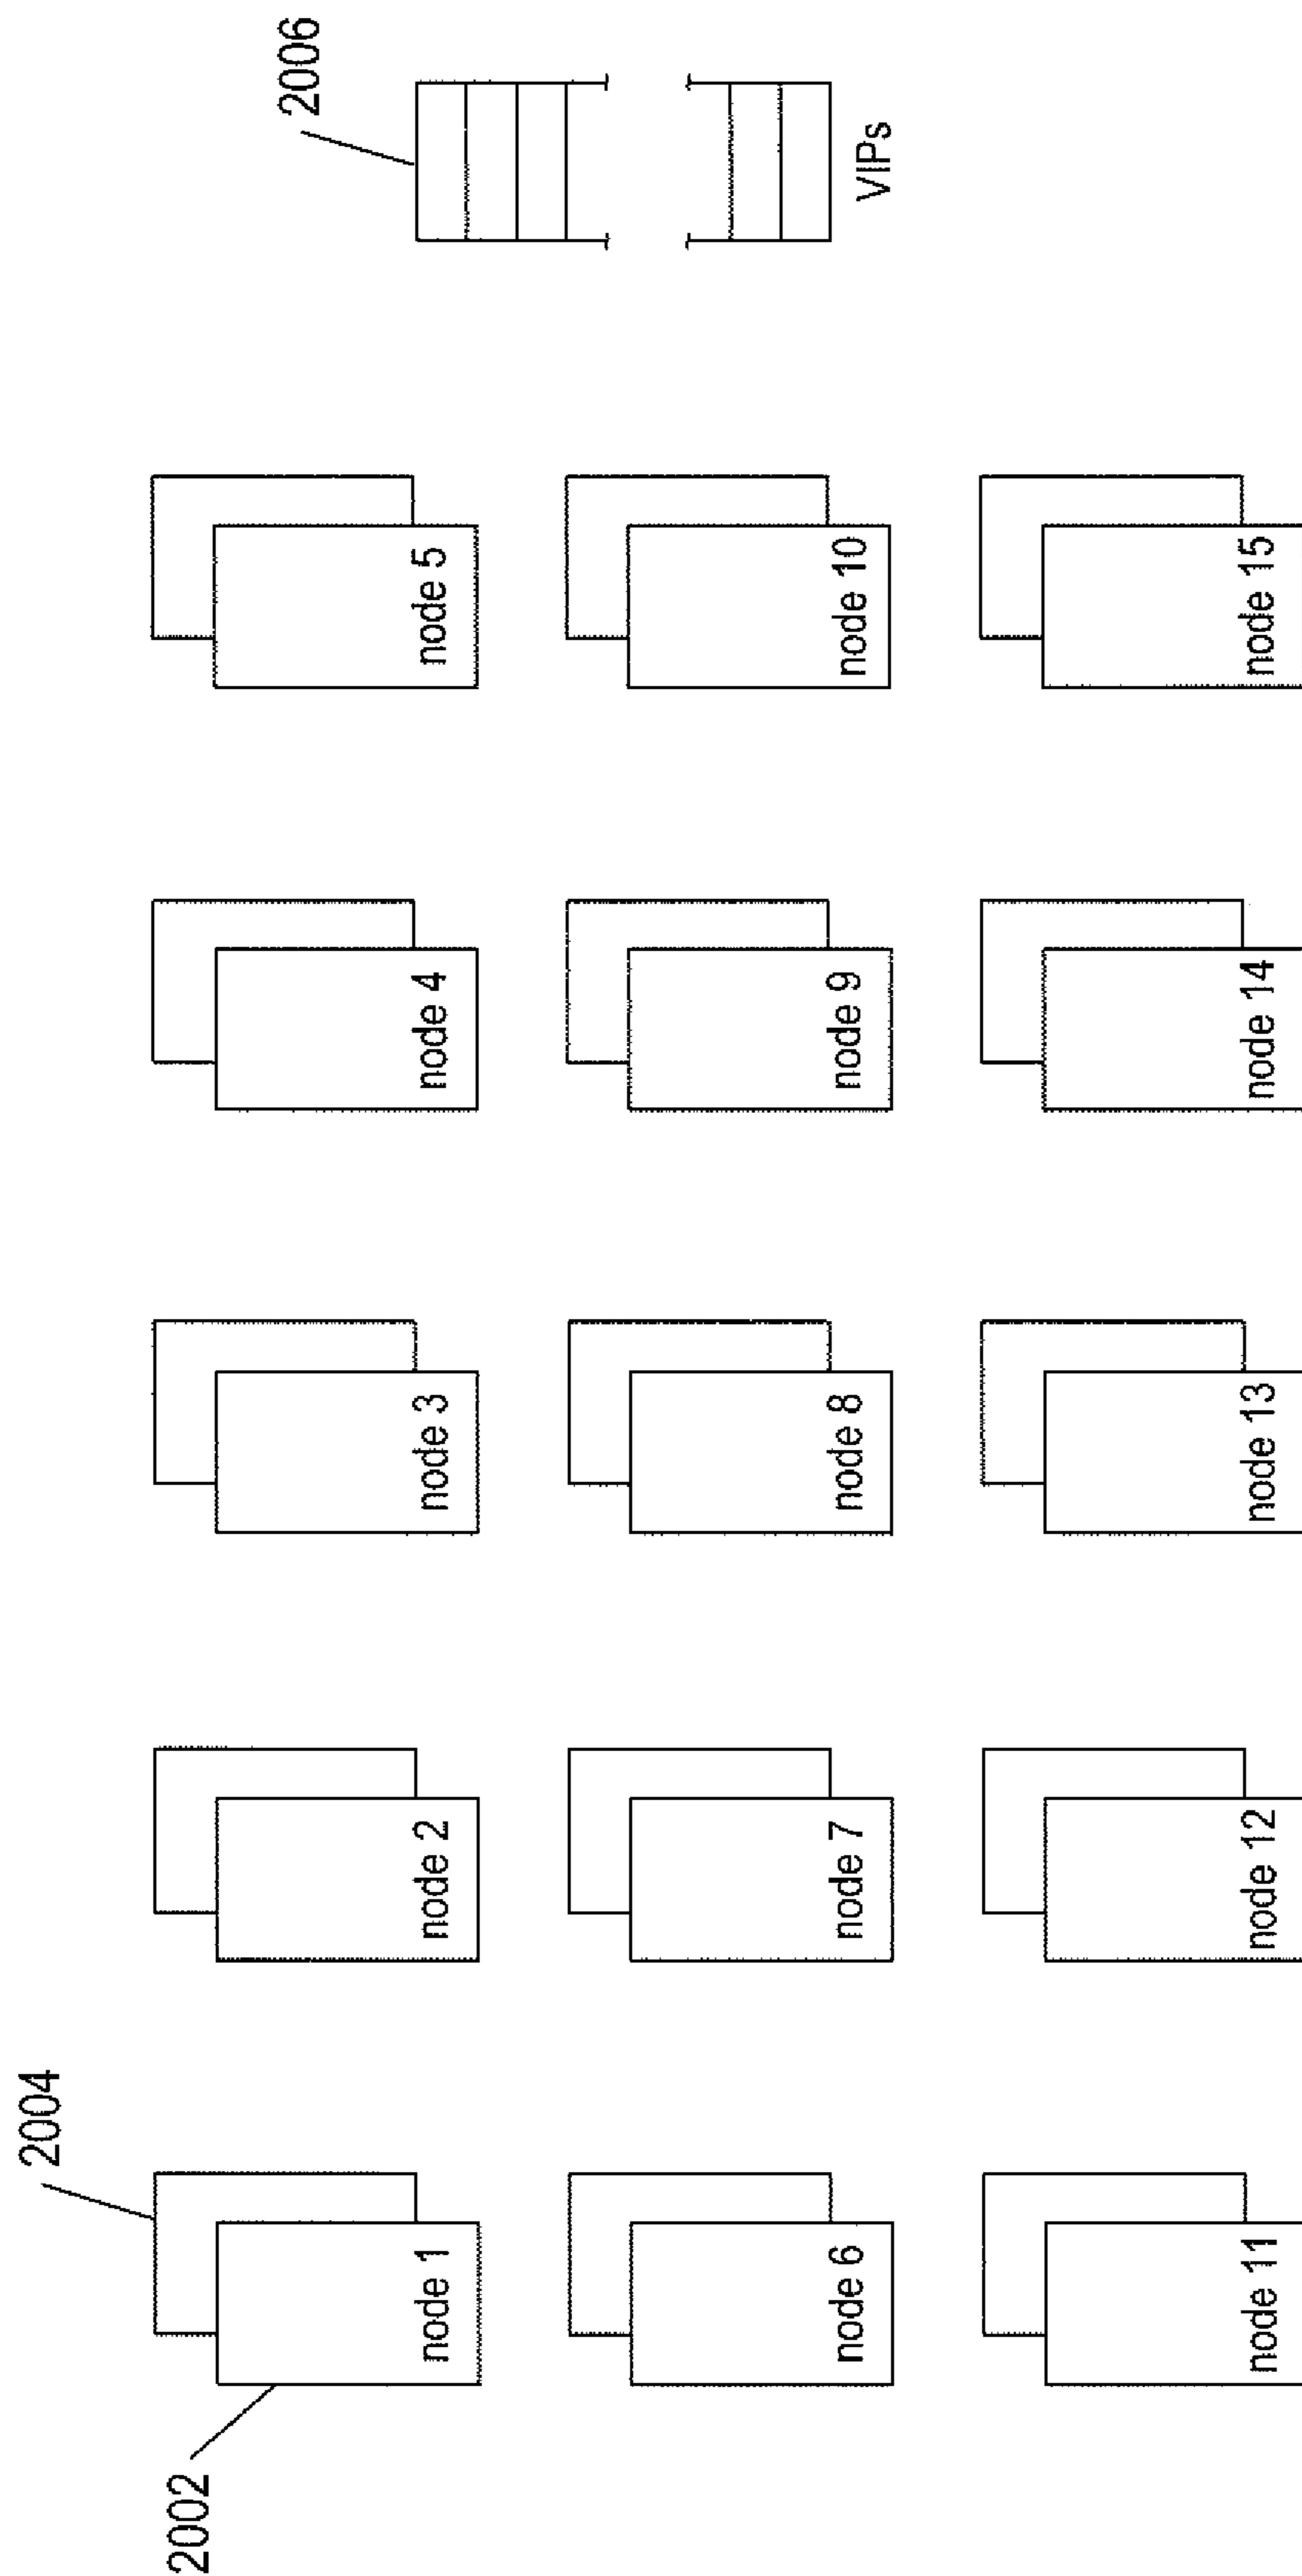 2004
2006
2002
node 1
node 2
node 3
node 4
node 5
VIPs
node 6
node 7
node 8
node 9
node 10
node 11
node 12
node 13
node 14
node 15